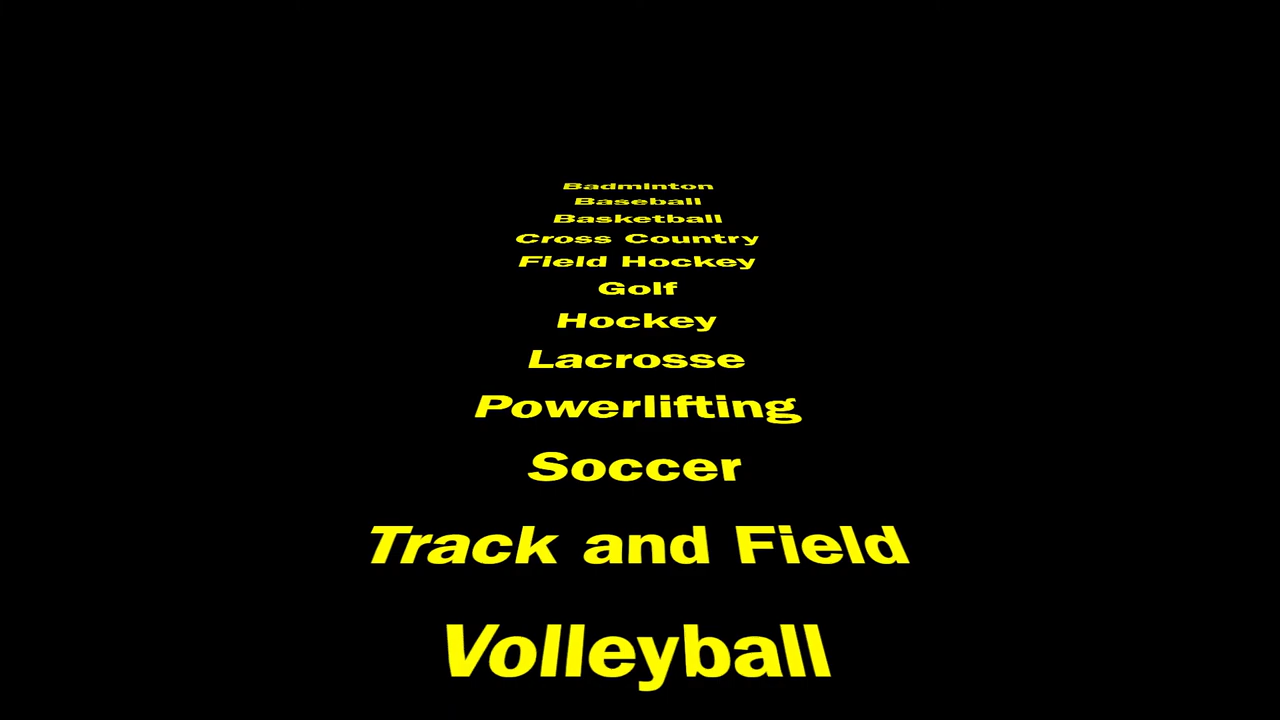 Badminton
Baseball
Basketball
Cross Country
Field Hockey
Golf
Hockey
Lacrosse
Powerlifting
Soccer
Track and Field
Volleyball